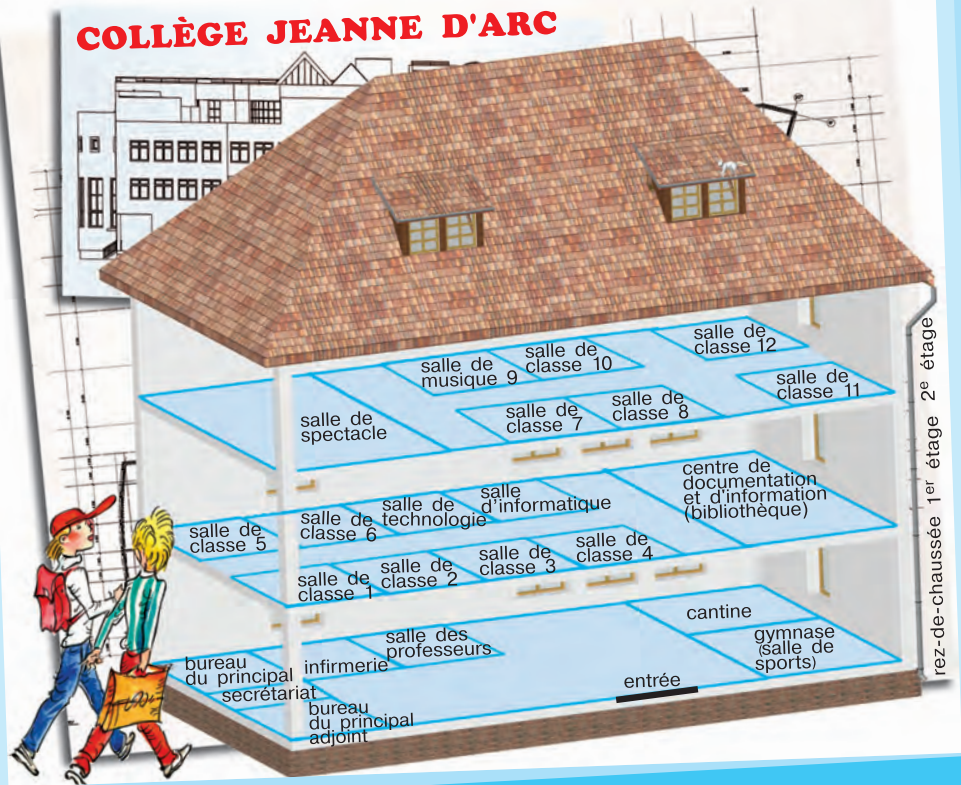 COLLÈGE JEANNE D'ARC
salle de
musique 9
salle de
classe 10
salle de
classe 12
salle de
spectacle
salle de
classe 7
salle de
classe 8
salle de
classe 11
2e étage
salle de
classe 5
salle de
classe 6
salle de
technologie
salle
d'informatique
centre de
documentation
et d'information
(bibliothèque)
salle de
classe 1
salle de
classe 2
salle de
classe 3
salle de
classe 4
1er étage
bureau
du principal
secrétariat
infirmerie
salle des
professeurs
bureau
du principal
adjoint
entrée
cantine
gymnase
(salle de
sports)
rez-de-chaussée